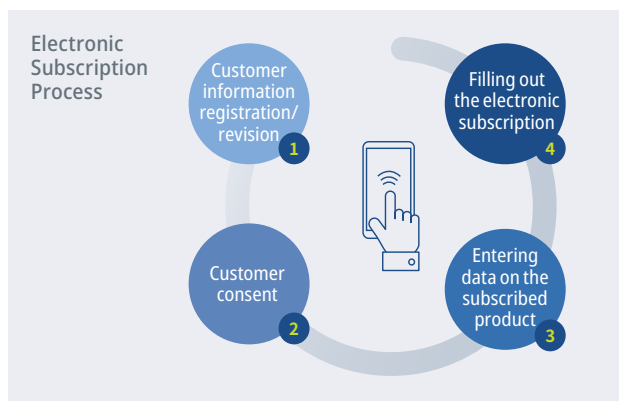 Electronic
Subscription
Process
Customer
information
registration/
revision
1
Customer
consent
2
Entering
data on the
subscribed
product
3
Filling out
the electronic
subscription
4